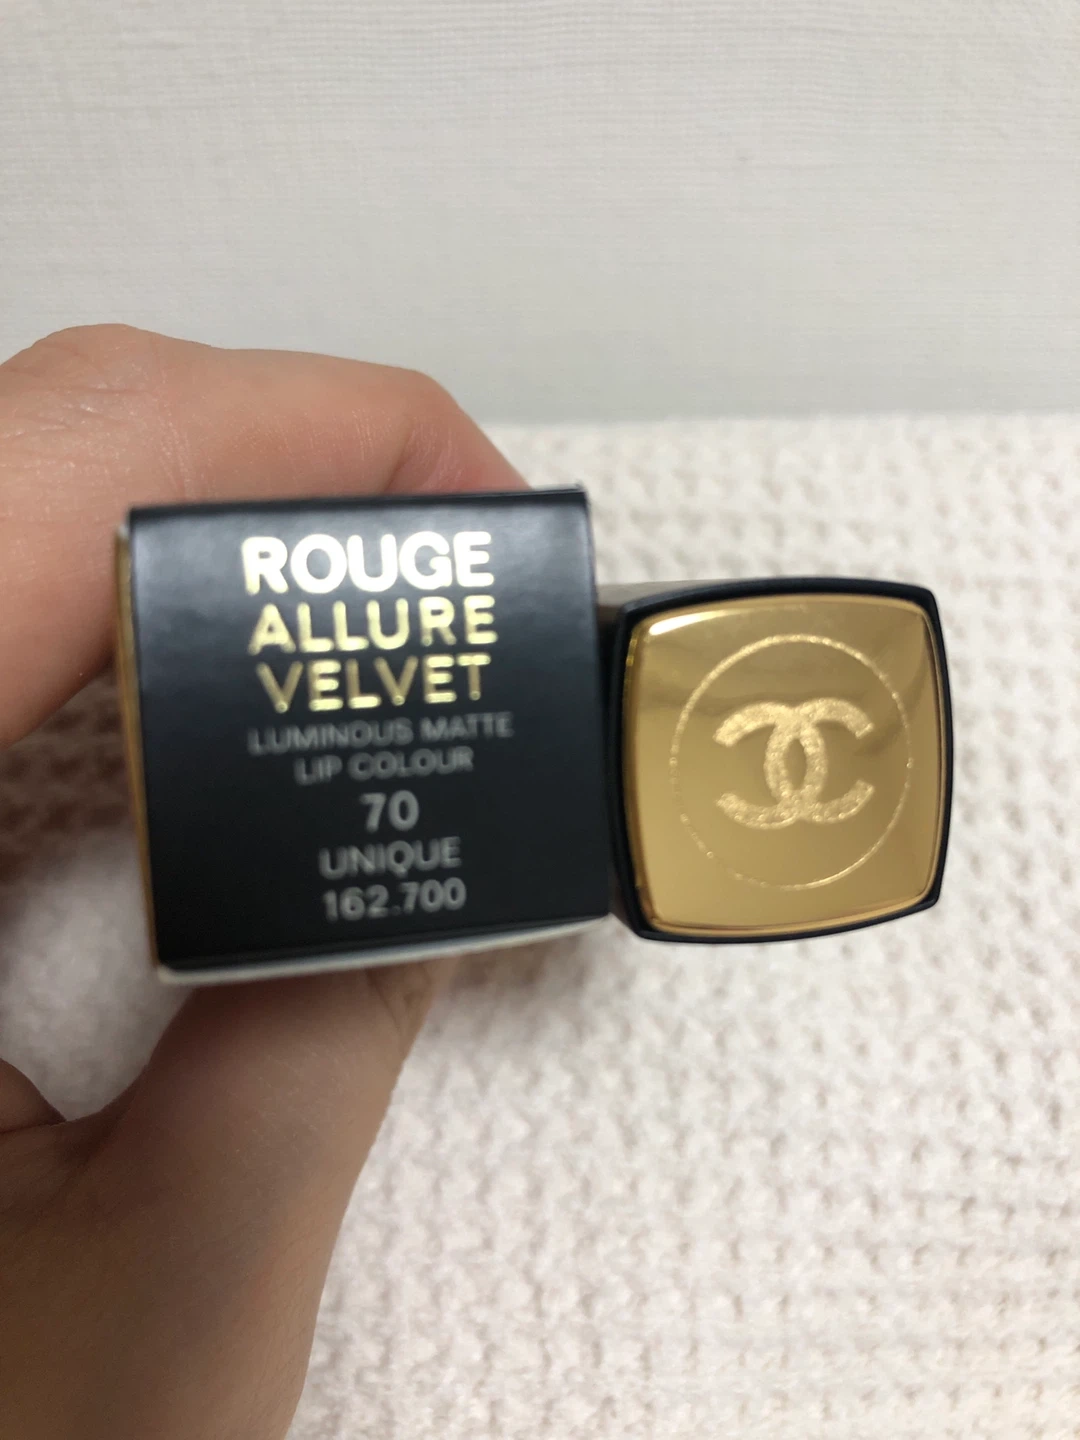 ROUGE
ALLURE
VELVET
LUMINOUS MATTE
LIP COLOUR
70
UNIQUE
162.700